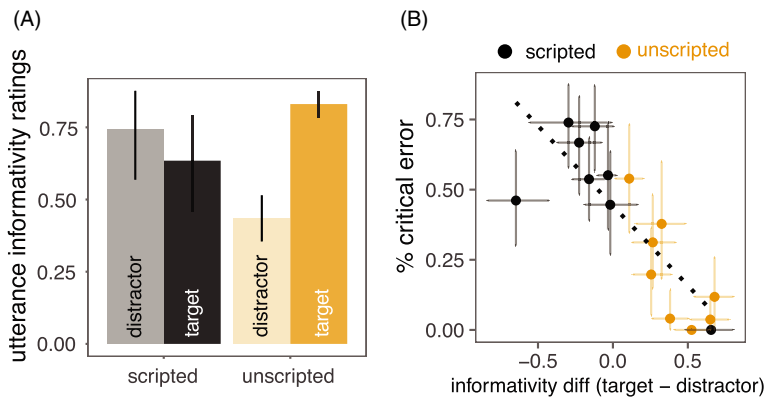 (A)
utterance informativity ratings
0.75
0.50
0.25
0.00
distractor
target
distractor
target
scripted
unscripted
(B)
scripted
unscripted
% critical error
0.75
0.50
0.25
0.00
−0.5
0.0
0.5
informativity diff (target − distractor)